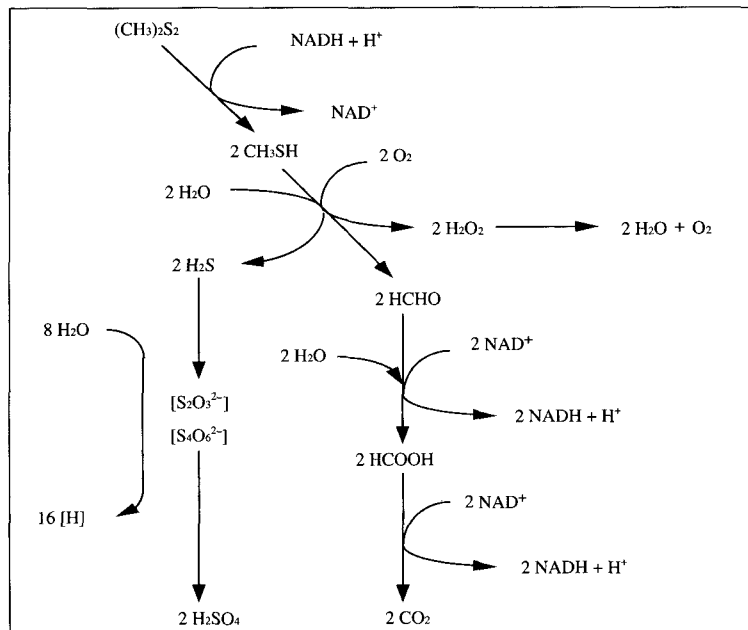 (CH₃)₂S₂
NADH + H⁺
NAD⁺
2 CH₃SH
2 O₂
2 H₂O
2 H₂O₂
2 H₂O + O₂
2 H₂S
2 HCHO
8 H₂O
2 H₂O
2 NAD⁺
[S₂O₃²⁻]
2 NADH + H⁺
[S₄O₆²⁻]
2 HCOOH
16 [H]
2 NAD⁺
2 NADH + H⁺
2 H₂SO₄
2 CO₂